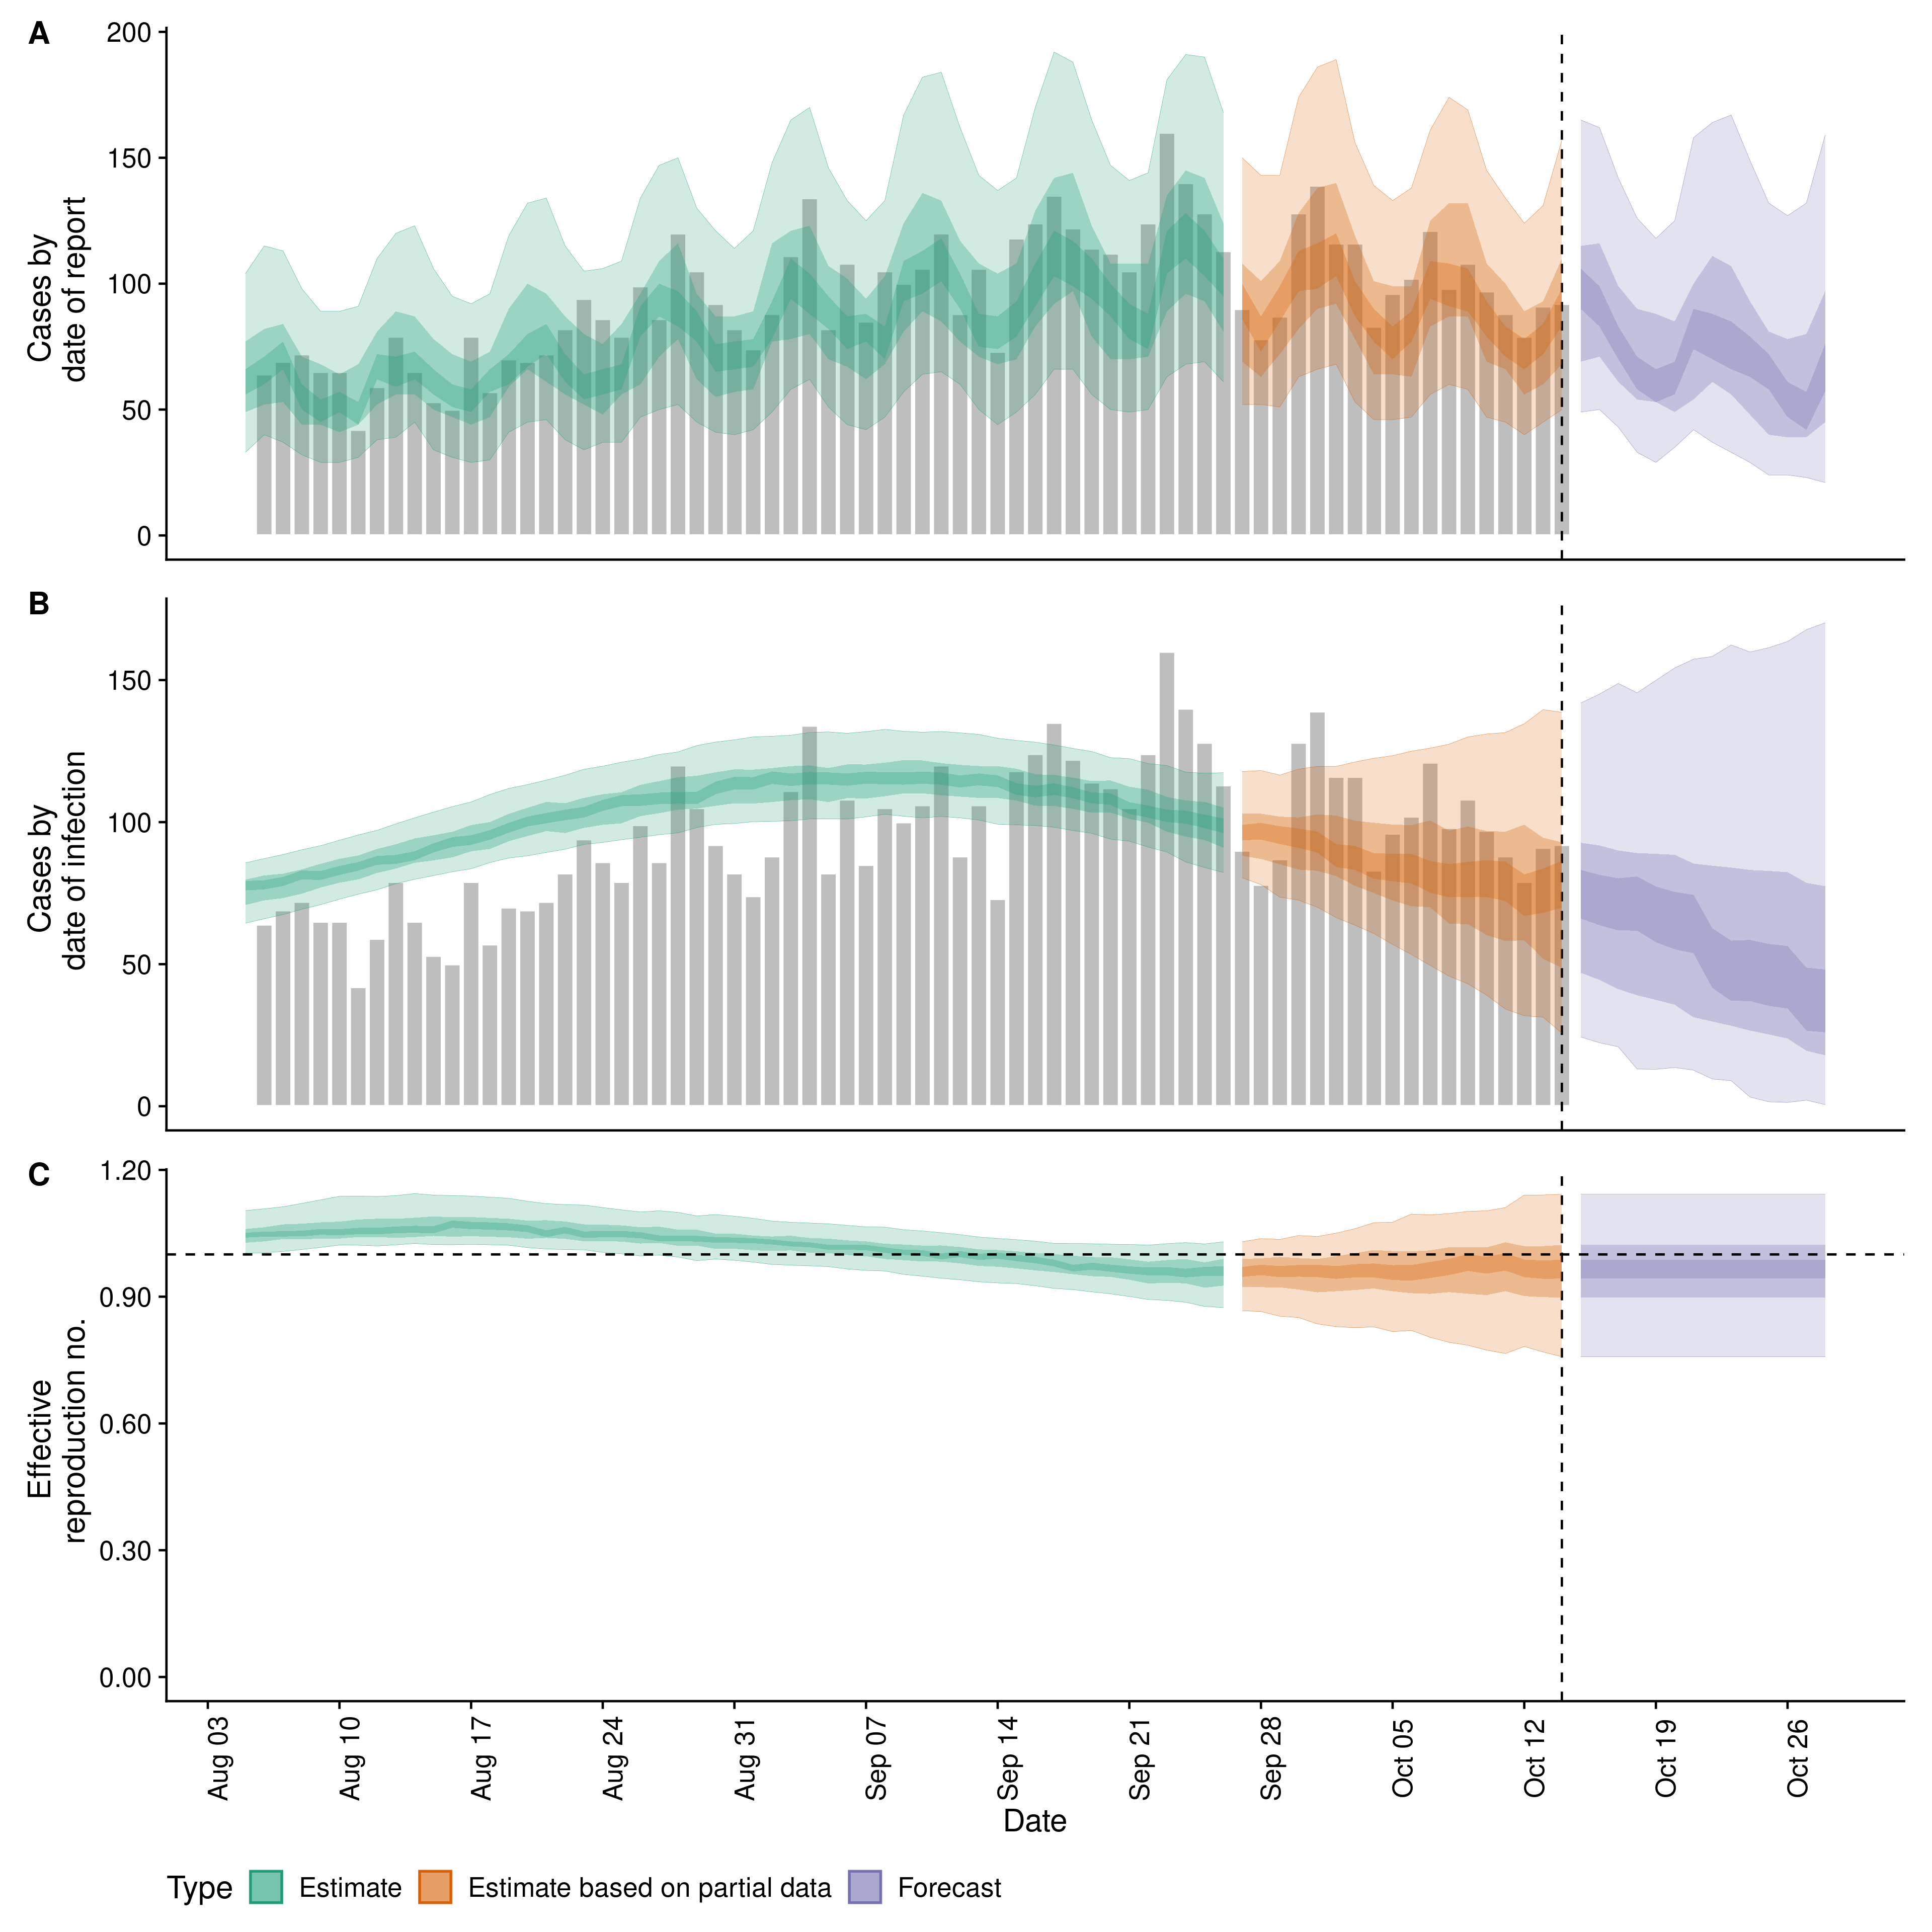 A
200
150
100
50
0
Cases by
date of report
B
150
100
50
0
Cases by
date of infection
C
1.20
0.90
0.60
0.30
0.00
Effective
reproduction no.
Aug 03
Aug 10
Aug 17
Aug 24
Aug 31
Sep 07
Sep 14
Sep 21
Sep 28
Oct 05
Oct 12
Oct 19
Oct 26
Date
Type Estimate Estimate based on partial data Forecast